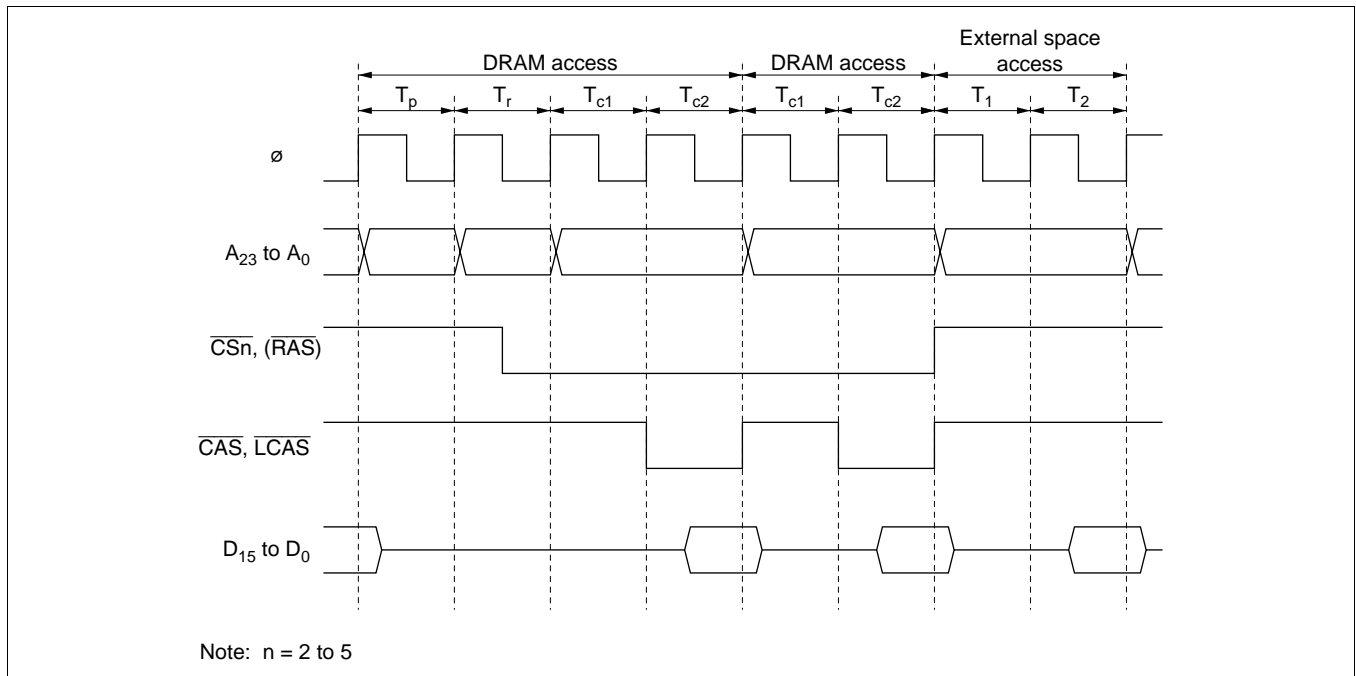 External space
DRAM access DRAM access access
Tp Tr Tc1 Tc2 Tc1 Tc2 T1 T2
ø
A23 to A0
CSn, (RAS)
CAS, LCAS
D15 to D0
Note: n = 2 to 5